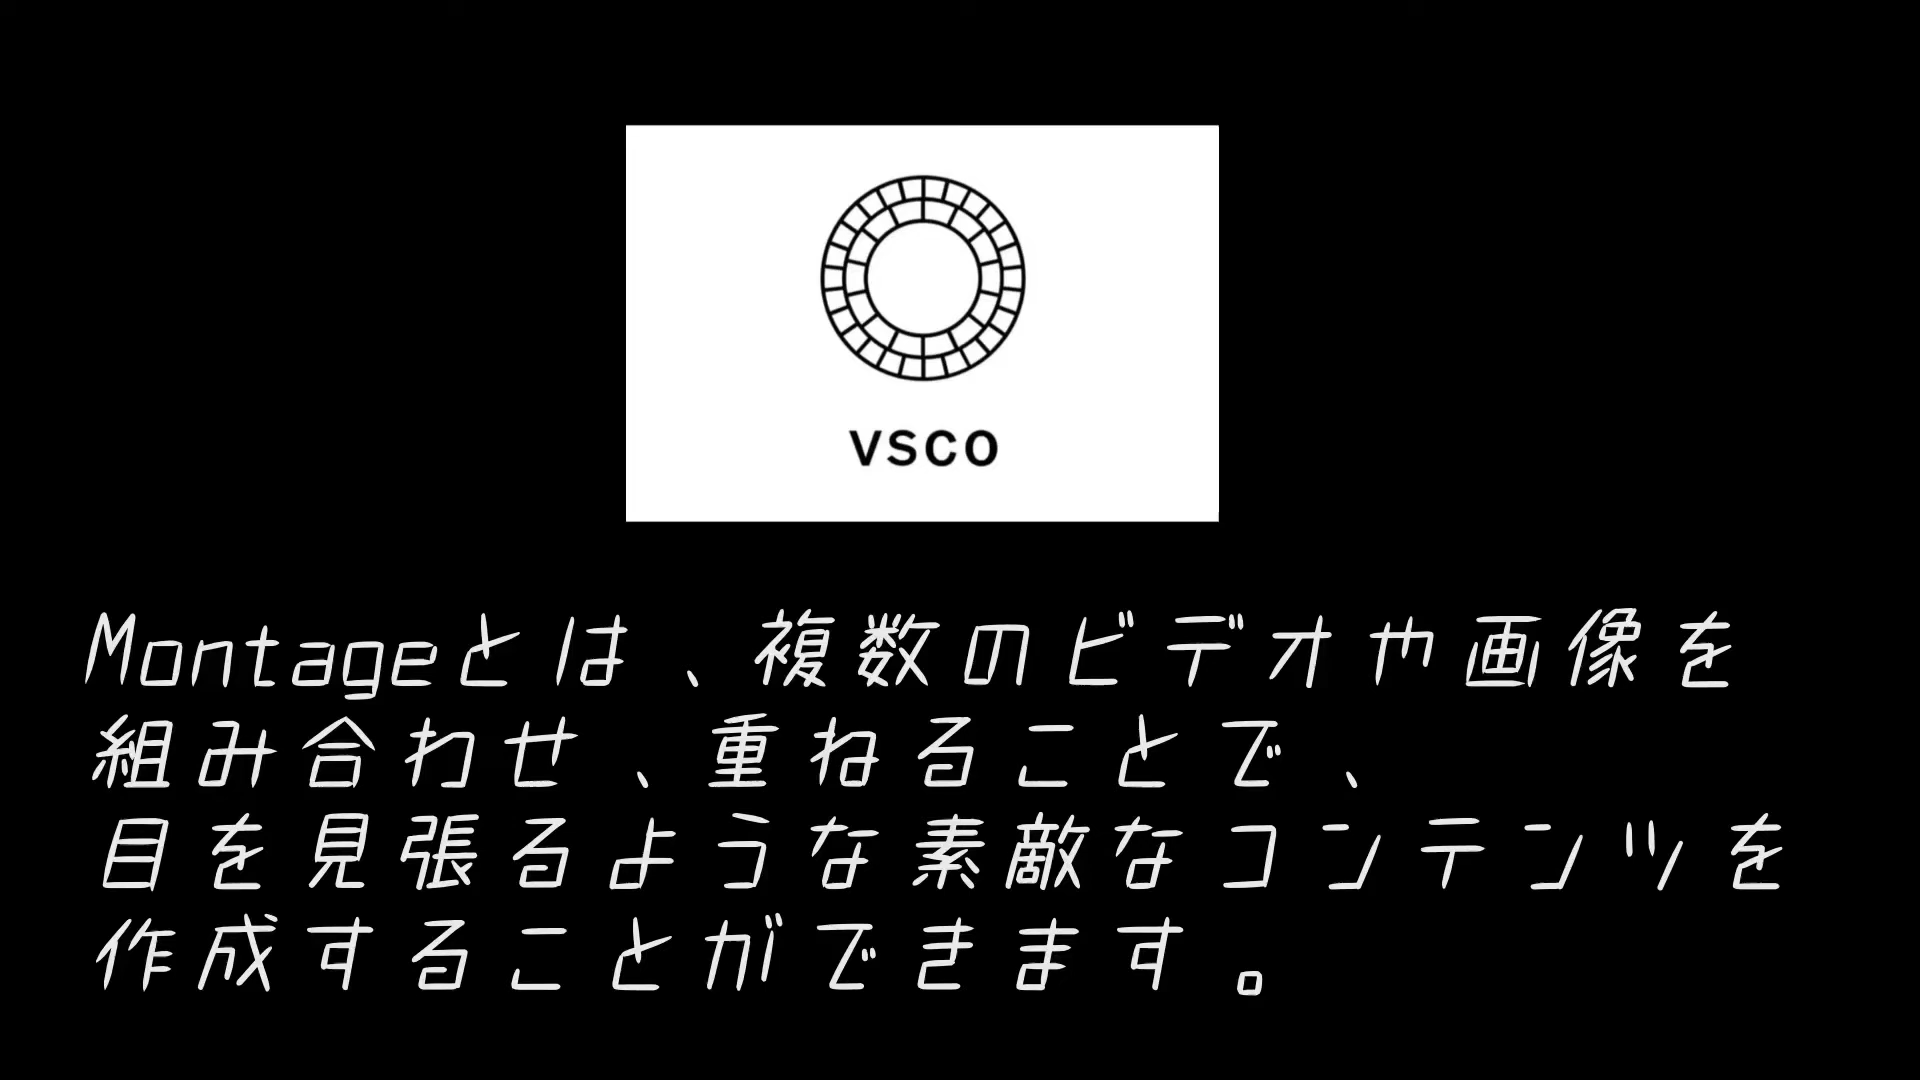 VSCO
Montageとは、複数のビデオや画像を
組み合わせ、重ねることで、
目を見張るような素敵なコンテンツを
作成することができます。